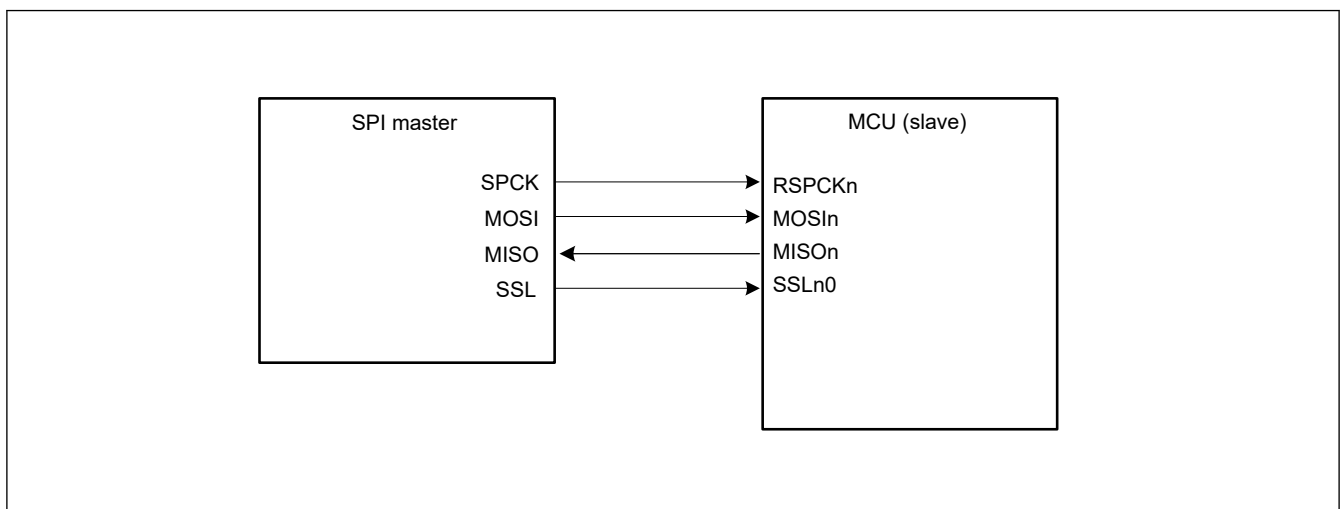 SPI master
SPCK
MOSI
MISO
SSL
MCU (slave)
RSPCKn
MOSIn
MISOn
SSLn0